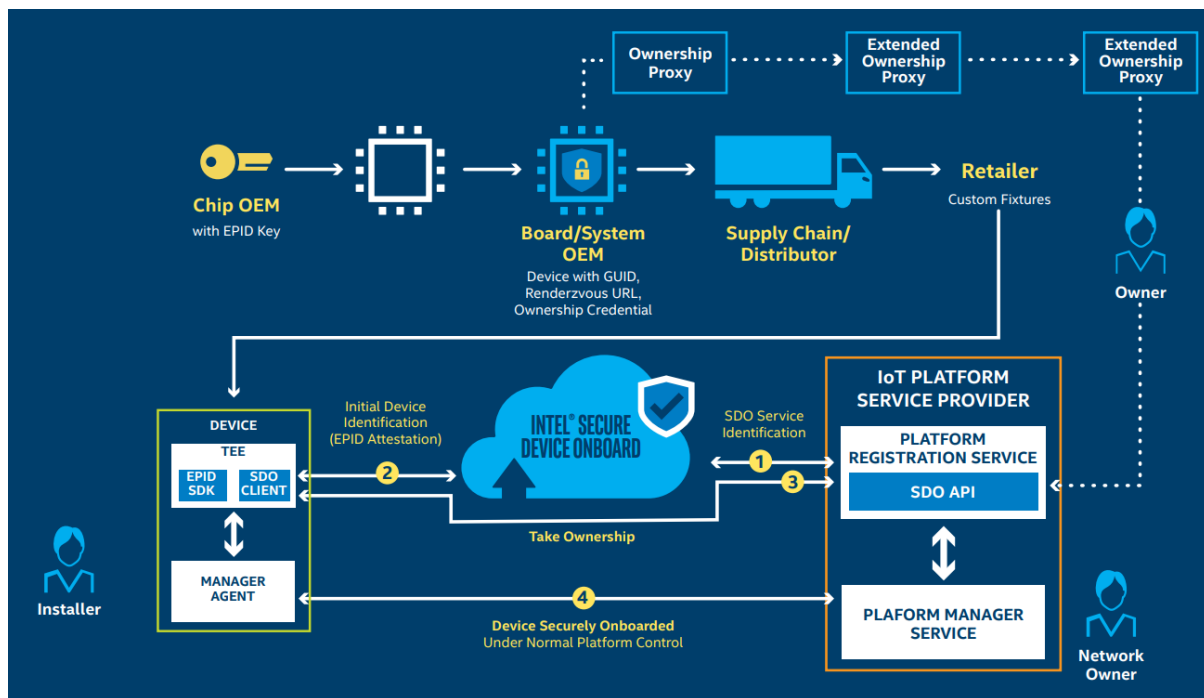 Ownership
Proxy
Extended
Ownership
Proxy
Extended
Ownership
Proxy
Chip OEM
with EPID Key
Board/System
OEM
Device with GUID,
Renderzvous URL,
Ownership Credential
Supply Chain/
Distributor
Retailer
Custom Fixtures
Owner
DEVICE
TEE
EPID
SDK
SDO
CLIENT
MANAGER
AGENT
Installer
Initial Device
Identification
(EPID Attestation)
2
INTEL® SECURE
DEVICE ONBOARD
SDO Service
Identification
1
3
Take Ownership
4
Device Securely Onboarded
Under Normal Platform Control
IoT PLATFORM
SERVICE PROVIDER
PLATFORM
REGISTRATION SERVICE
SDO API
PLAFORM MANAGER
SERVICE
Network
Owner